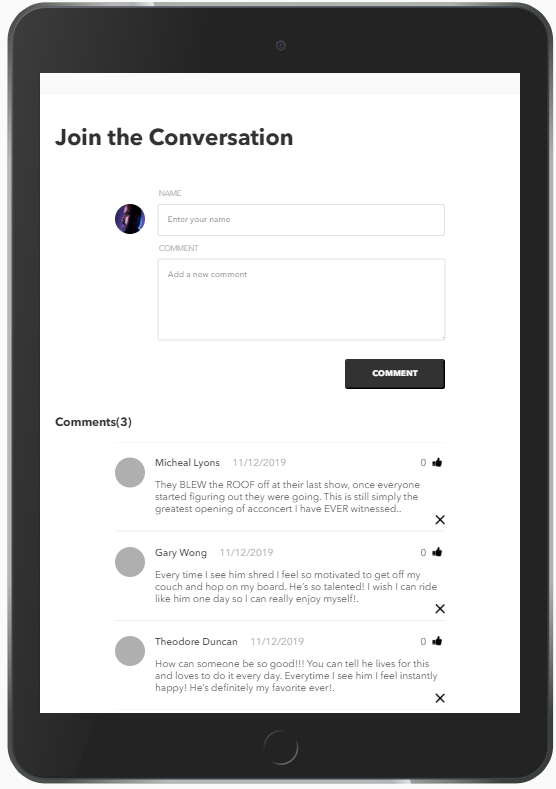 Join the Conversation
NAME
Enter your name
COMMENT
Add a new comment
COMMENT
Comments(3)
Micheal Lyons 11/12/2019 0
They BLEW the ROOF off at their last show, once everyone
started figuring out they were going. This is still simply the
greatest opening of acconcert I have EVER witnessed..
Gary Wong 11/12/2019 0
Every time I see him shred I feel so motivated to get off my
couch and hop on my board. He's so talented! I wish I can ride
like him one day so I can really enjoy myself!.
Theodore Duncan 11/12/2019 0
How can someone be so good!!! You can tell he lives for this
and loves to do it every day. Everytime I see him I feel instantly
happy! He's definitely my favorite ever!.